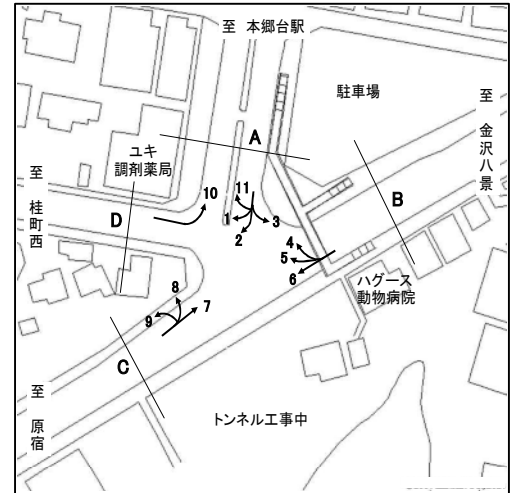 至 本郷台駅
駐車場
至 金沢八景
A
ユキ
調剤薬局
B
至 桂町西
D
10
11
1
3
2
4
5
6
ハグース
動物病院
8
7
9
C
至 原宿
トンネル工事中